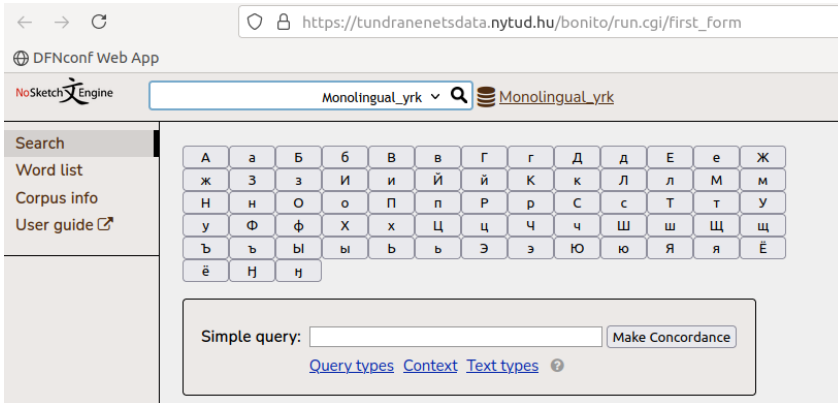 https://tundranenetsdata.nytud.hu/bonito/run.cgi/first_form
DFNconf Web App
NoSketch Engine Monolingual_yrk Monolingual_yrk
Search
Word list
Corpus info
User guide
А а Б б В в Г г Д д Е е Ж
ж З з И и Й й К к Л л М м
Н н О о П п Р р С с Т т У
у Ф ф Х х Ц ц Ч ч Ш ш Щ щ
Ъ ъ Ы ы Ь ь Э э Ю ю Я я Ё
ё Ӈ ӈ
Simple query: Make Concordance
Query types Context Text types ?